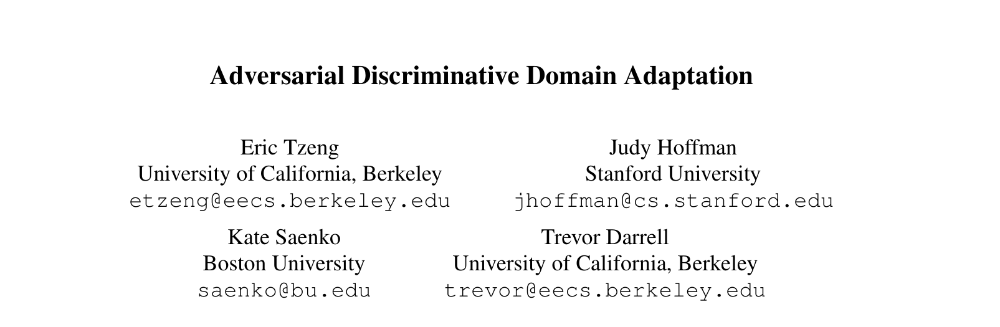 Adversarial Discriminative Domain Adaptation
Eric Tzeng
University of California, Berkeley
etzeng@eecs.berkeley.edu
Judy Hoffman
Stanford University
jhoffman@cs.stanford.edu
Kate Saenko
Boston University
saenko@bu.edu
Trevor Darrell
University of California, Berkeley
trevor@eecs.berkeley.edu